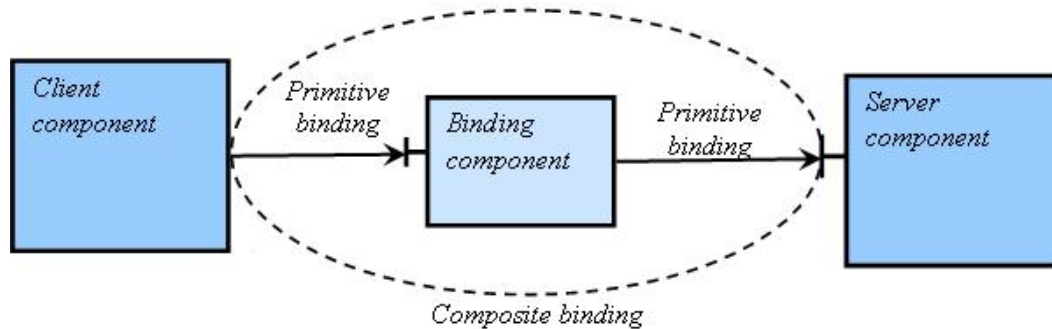 Client
component
Primitive
binding
Binding
component
Primitive
binding
Server
component
Composite binding